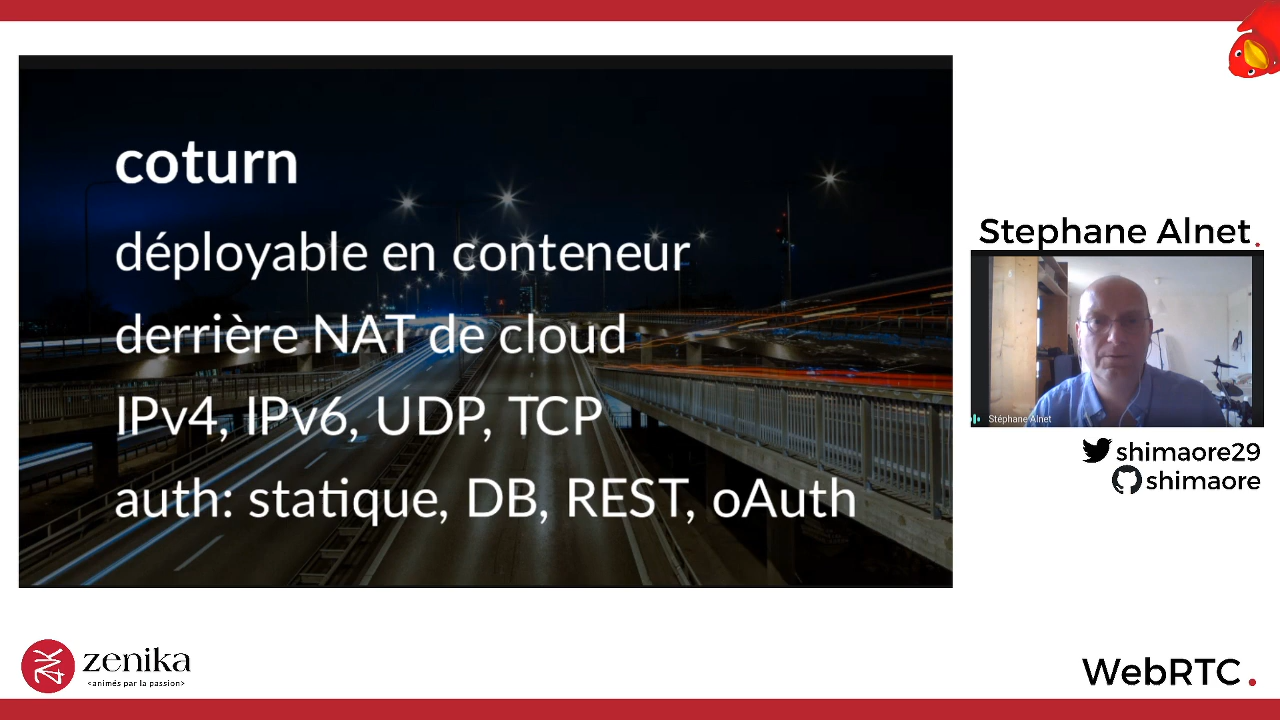 coturn
déployable en conteneur
derrière NAT de cloud
IPv4, IPv6, UDP, TCP
auth: statique, DB, REST, oAuth
Stephane Alnet.
Stéphane Alnet
shimaore29
shimaore
zenika
<animés par la passion>
WebRTC.